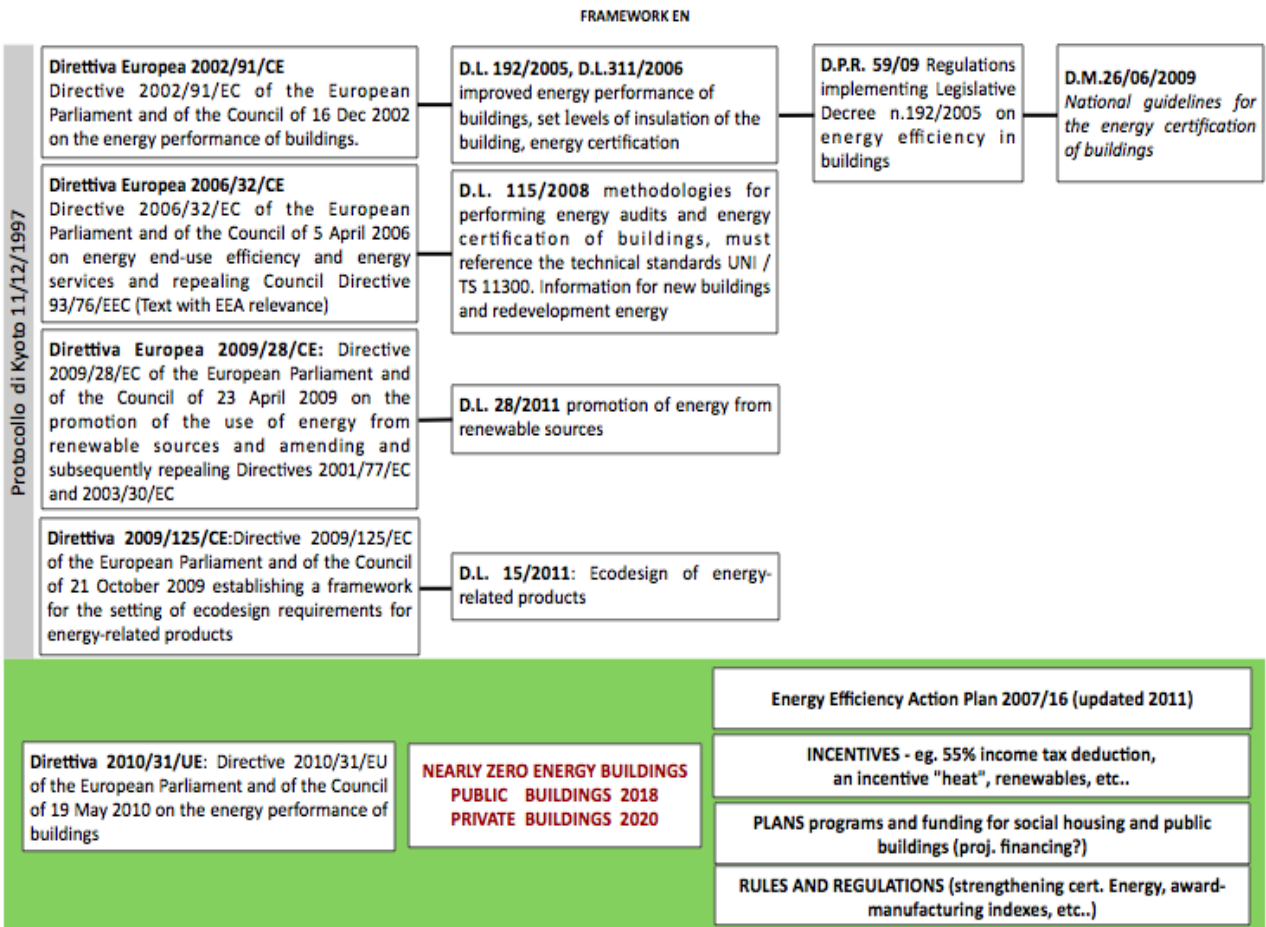 FRAMEWORK EN
Protocollo di Kyoto 11/12/1997
Direttiva Europea 2002/91/CE
Directive 2002/91/EC of the European
Parliament and of the Council of 16 Dec 2002
on the energy performance of buildings.
D.L. 192/2005, D.L.311/2006
improved energy performance of
buildings, set levels of insulation of the
building, energy certification
D.P.R. 59/09 Regulations
implementing Legislative
Decree n.192/2005 on
energy efficiency in
buildings
D.M.26/06/2009
National guidelines for
the energy certification
of buildings
Direttiva Europea 2006/32/CE
Directive 2006/32/EC of the European
Parliament and of the Council of 5 April 2006
on energy end-use efficiency and energy
services and repealing Council Directive
93/76/EEC (Text with EEA relevance)
D.L. 115/2008 methodologies for
performing energy audits and energy
certification of buildings, must
reference the technical standards UNI /
TS 11300. Information for new buildings
and redevelopment energy
Direttiva Europea 2009/28/CE: Directive
2009/28/EC of the European Parliament and
of the Council of 23 April 2009 on the
promotion of the use of energy from
renewable sources and amending and
subsequently repealing Directives 2001/77/EC
and 2003/30/EC
D.L. 28/2011 promotion of energy from
renewable sources
Direttiva 2009/125/CE:Directive 2009/125/EC
of the European Parliament and of the Council
of 21 October 2009 establishing a framework
for the setting of ecodesign requirements for
energy-related products
D.L. 15/2011: Ecodesign of energy-
related products
Direttiva 2010/31/UE: Directive 2010/31/EU
of the European Parliament and of the Council
of 19 May 2010 on the energy performance of
buildings
NEARLY ZERO ENERGY BUILDINGS
PUBLIC BUILDINGS 2018
PRIVATE BUILDINGS 2020
Energy Efficiency Action Plan 2007/16 (updated 2011)
INCENTIVES - eg. 55% income tax deduction,
an incentive "heat", renewables, etc..
PLANS programs and funding for social housing and public
buildings (proj. financing?)
RULES AND REGULATIONS (strengthening cert. Energy, award-
manufacturing indexes, etc..)